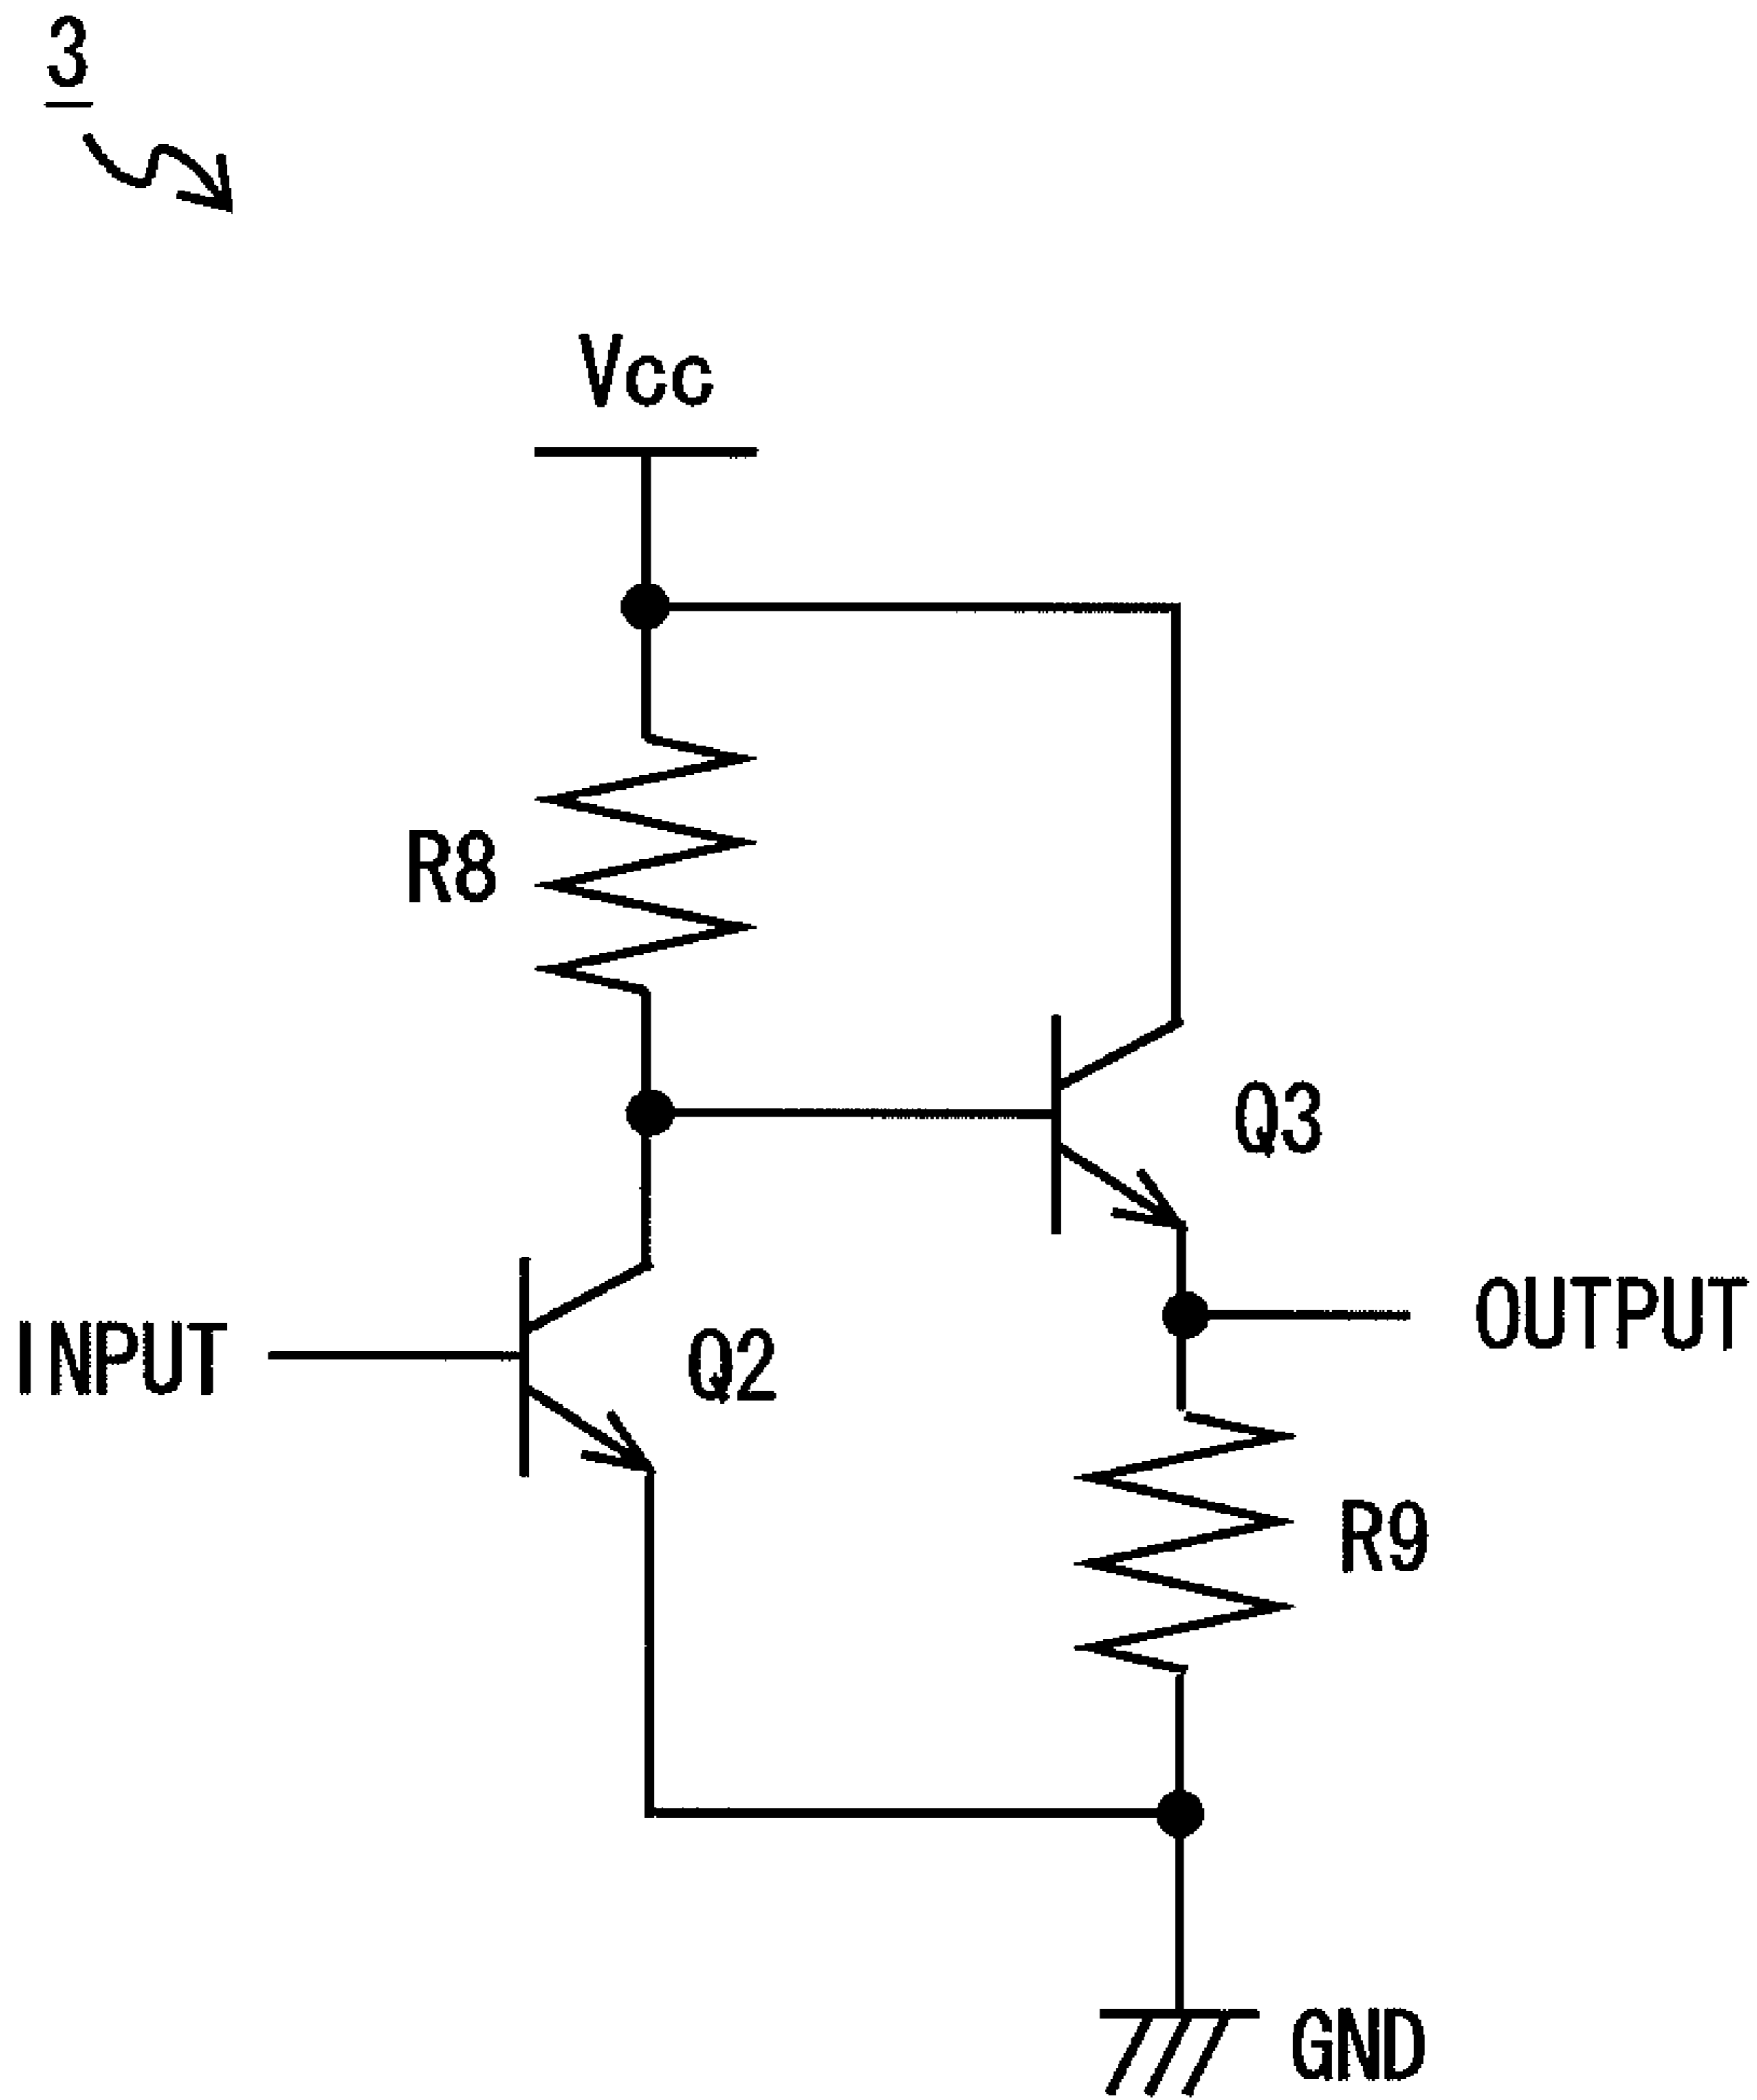 3
Vcc
R8
Q3
INPUT
Q2
OUTPUT
R9
GND